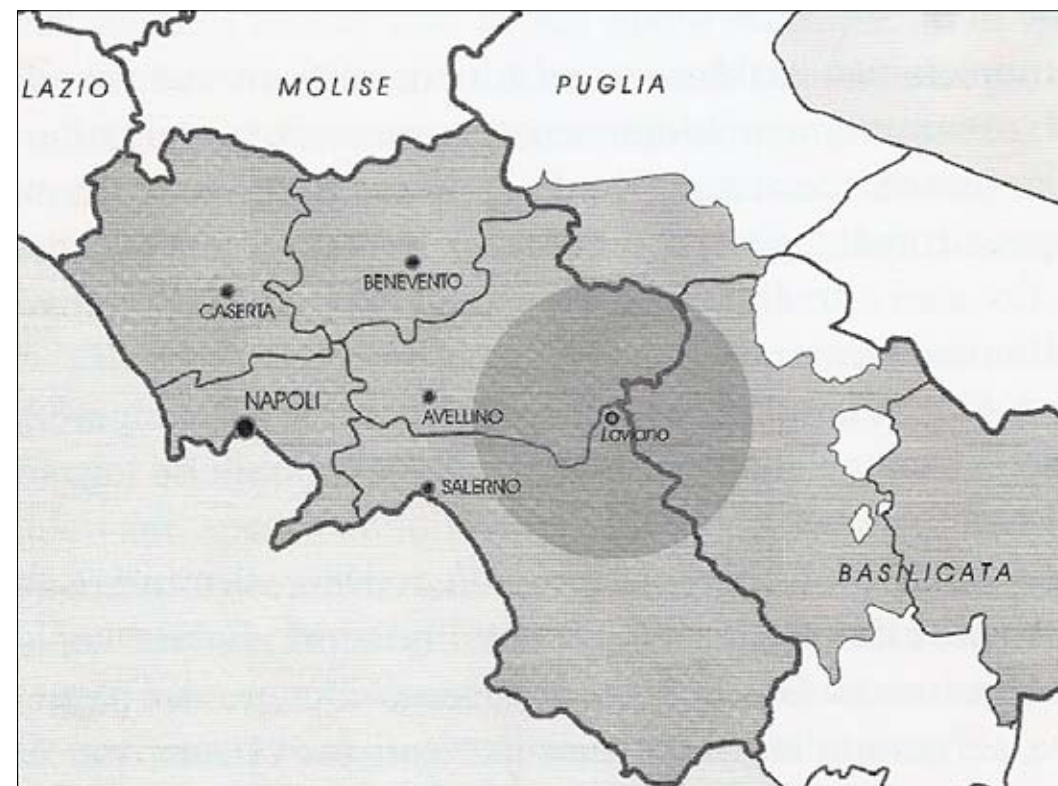 LAZIO
MOLISE
PUGLIA
BENEVENTO
CASERTA
NAPOLI
AVELLINO
Laviano
SALERNO
BASILICATA